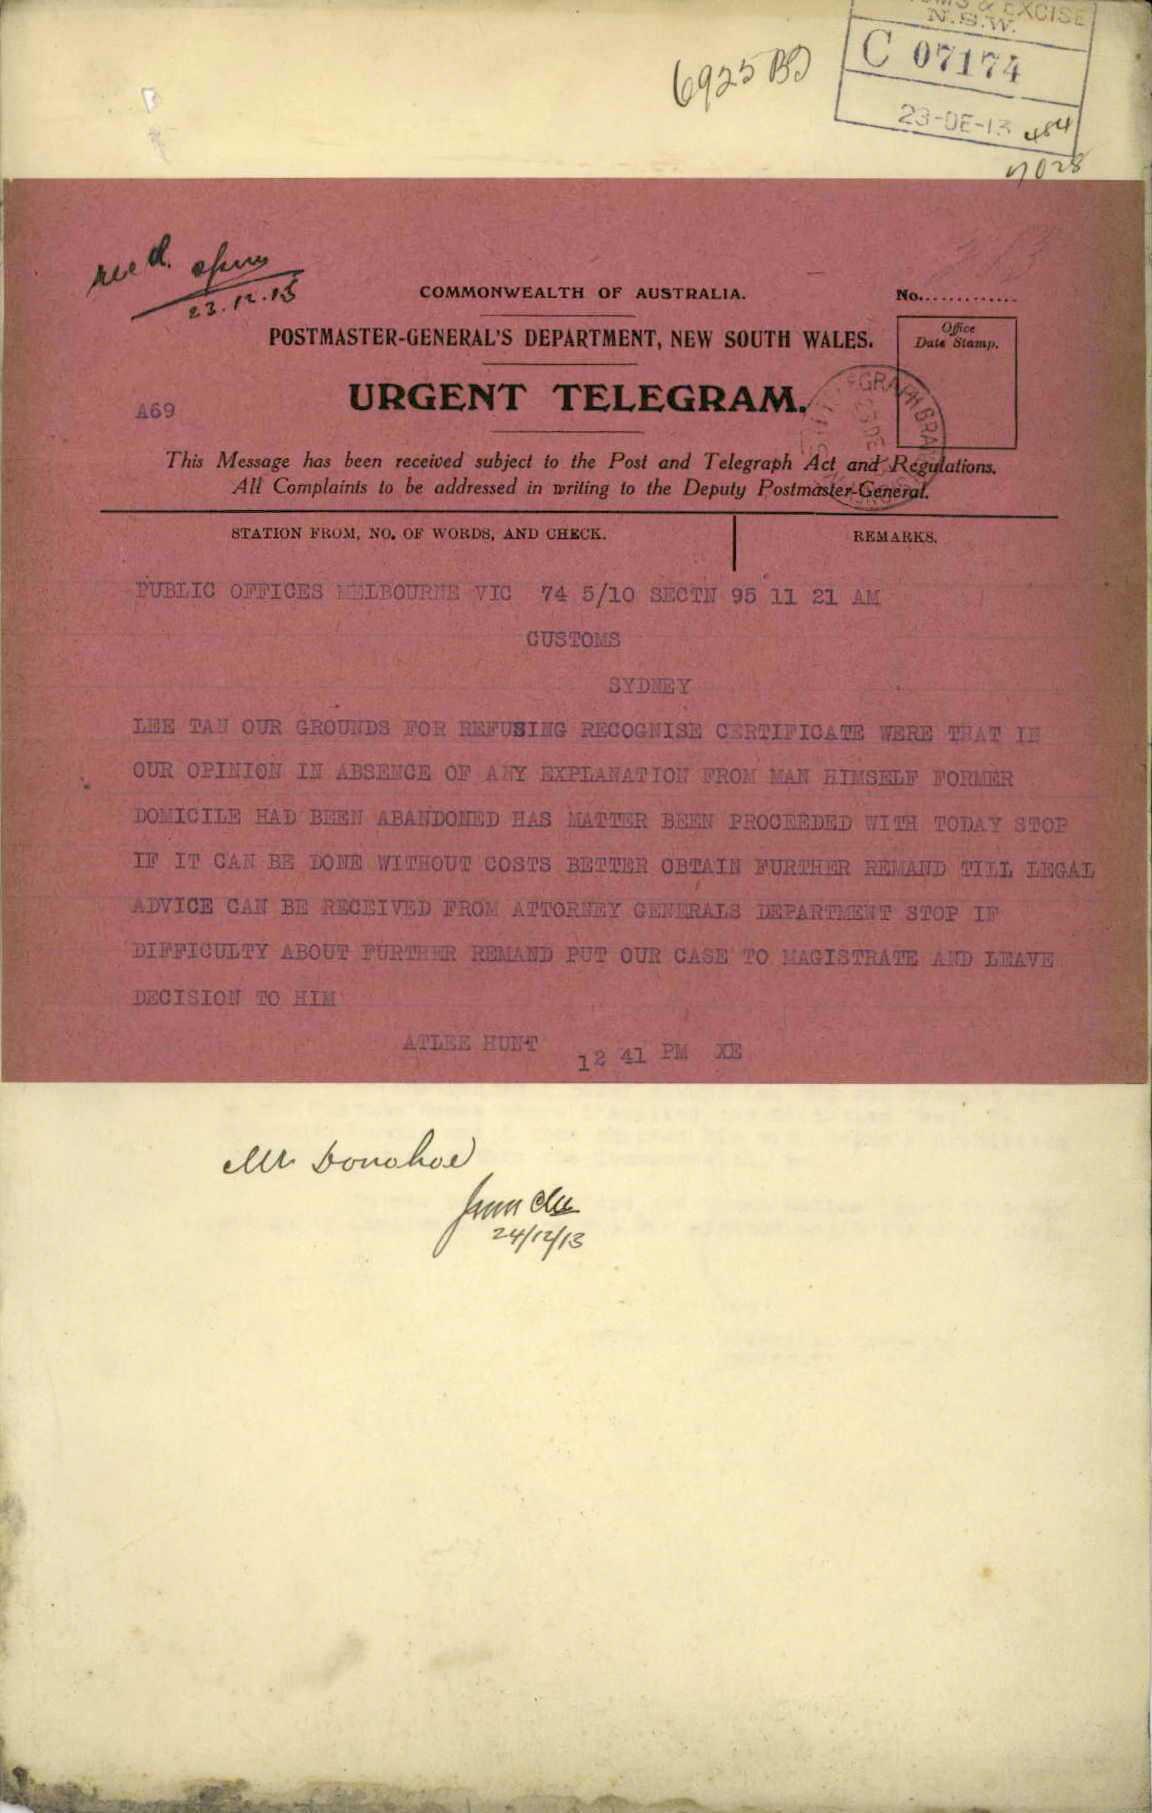 & EXCISE
N.S.W.
C 07174
23-DE-13
484
7028
6925 BD
Rec'd.
23.12.13
COMMONWEALTH OF AUSTRALIA.
No.............
POSTMASTER-GENERAL'S DEPARTMENT, NEW SOUTH WALES.
Office
Date Stamp.
URGENT TELEGRAM.
A69
This Message has been received subject to the Post and Telegraph Act and Regulations.
All Complaints to be addressed in writing to the Deputy Postmaster-General.
STATION FROM, NO. OF WORDS, AND CHECK.
REMARKS.
PUBLIC OFFICES MELBOURNE VIC 74 5/10 SECTN 95 11 21 AM
CUSTOMS
SYDNEY
LEE TAN OUR GROUNDS FOR REFUSING RECOGNISE CERTIFICATE WERE THAT IN
OUR OPINION IN ABSENCE OF ANY EXPLANATION FROM MAN HIMSELF FORMER
DOMICILE HAD BEEN ABANDONED HAS MATTER BEEN PROCEEDED WITH TODAY STOP
IF IT CAN BE DONE WITHOUT COSTS BETTER OBTAIN FURTHER REMAND TILL LEGAL
ADVICE CAN BE RECEIVED FROM ATTORNEY GENERALS DEPARTMENT STOP IF
DIFFICULTY ABOUT FURTHER REMAND PUT OUR CASE TO MAGISTRATE AND LEAVE
DECISION TO HIM
ATLEE HUNT 12 41 PM XE
Mr Donohoe
24/12/13